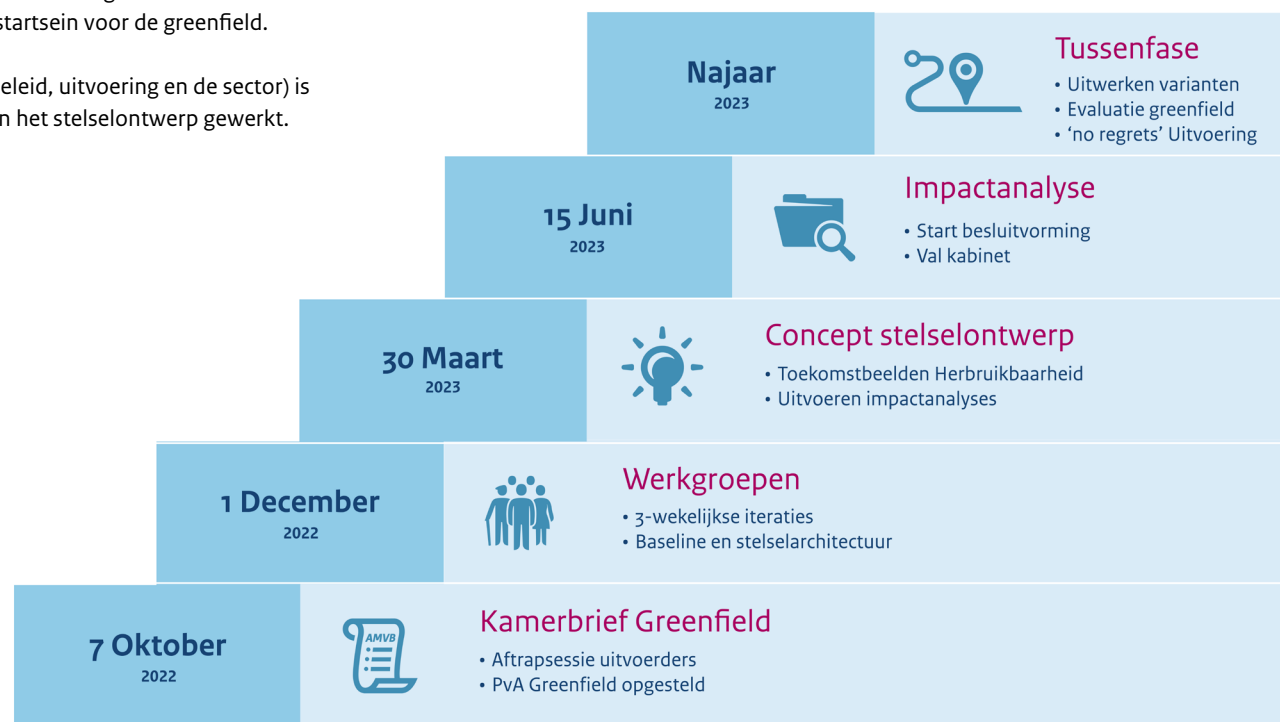 startsein voor de greenfield.
eleid, uitvoering en de sector) is
n het stelselontwerp gewerkt.
Najaar
2023
Tussenfase
• Uitwerken varianten
• Evaluatie greenfield
• ‘no regrets’ Uitvoering
15 Juni
2023
Impactanalyse
• Start besluitvorming
• Val kabinet
30 Maart
2023
Concept stelselontwerp
• Toekomstbeelden Herbruikbaarheid
• Uitvoeren impactanalyses
1 December
2022
Werkgroepen
• 3-wekelijkse iteraties
• Baseline en stelselarchitectuur
7 Oktober
2022
AMVB
Kamerbrief Greenfield
• Aftrapsessie uitvoerders
• PvA Greenfield opgesteld